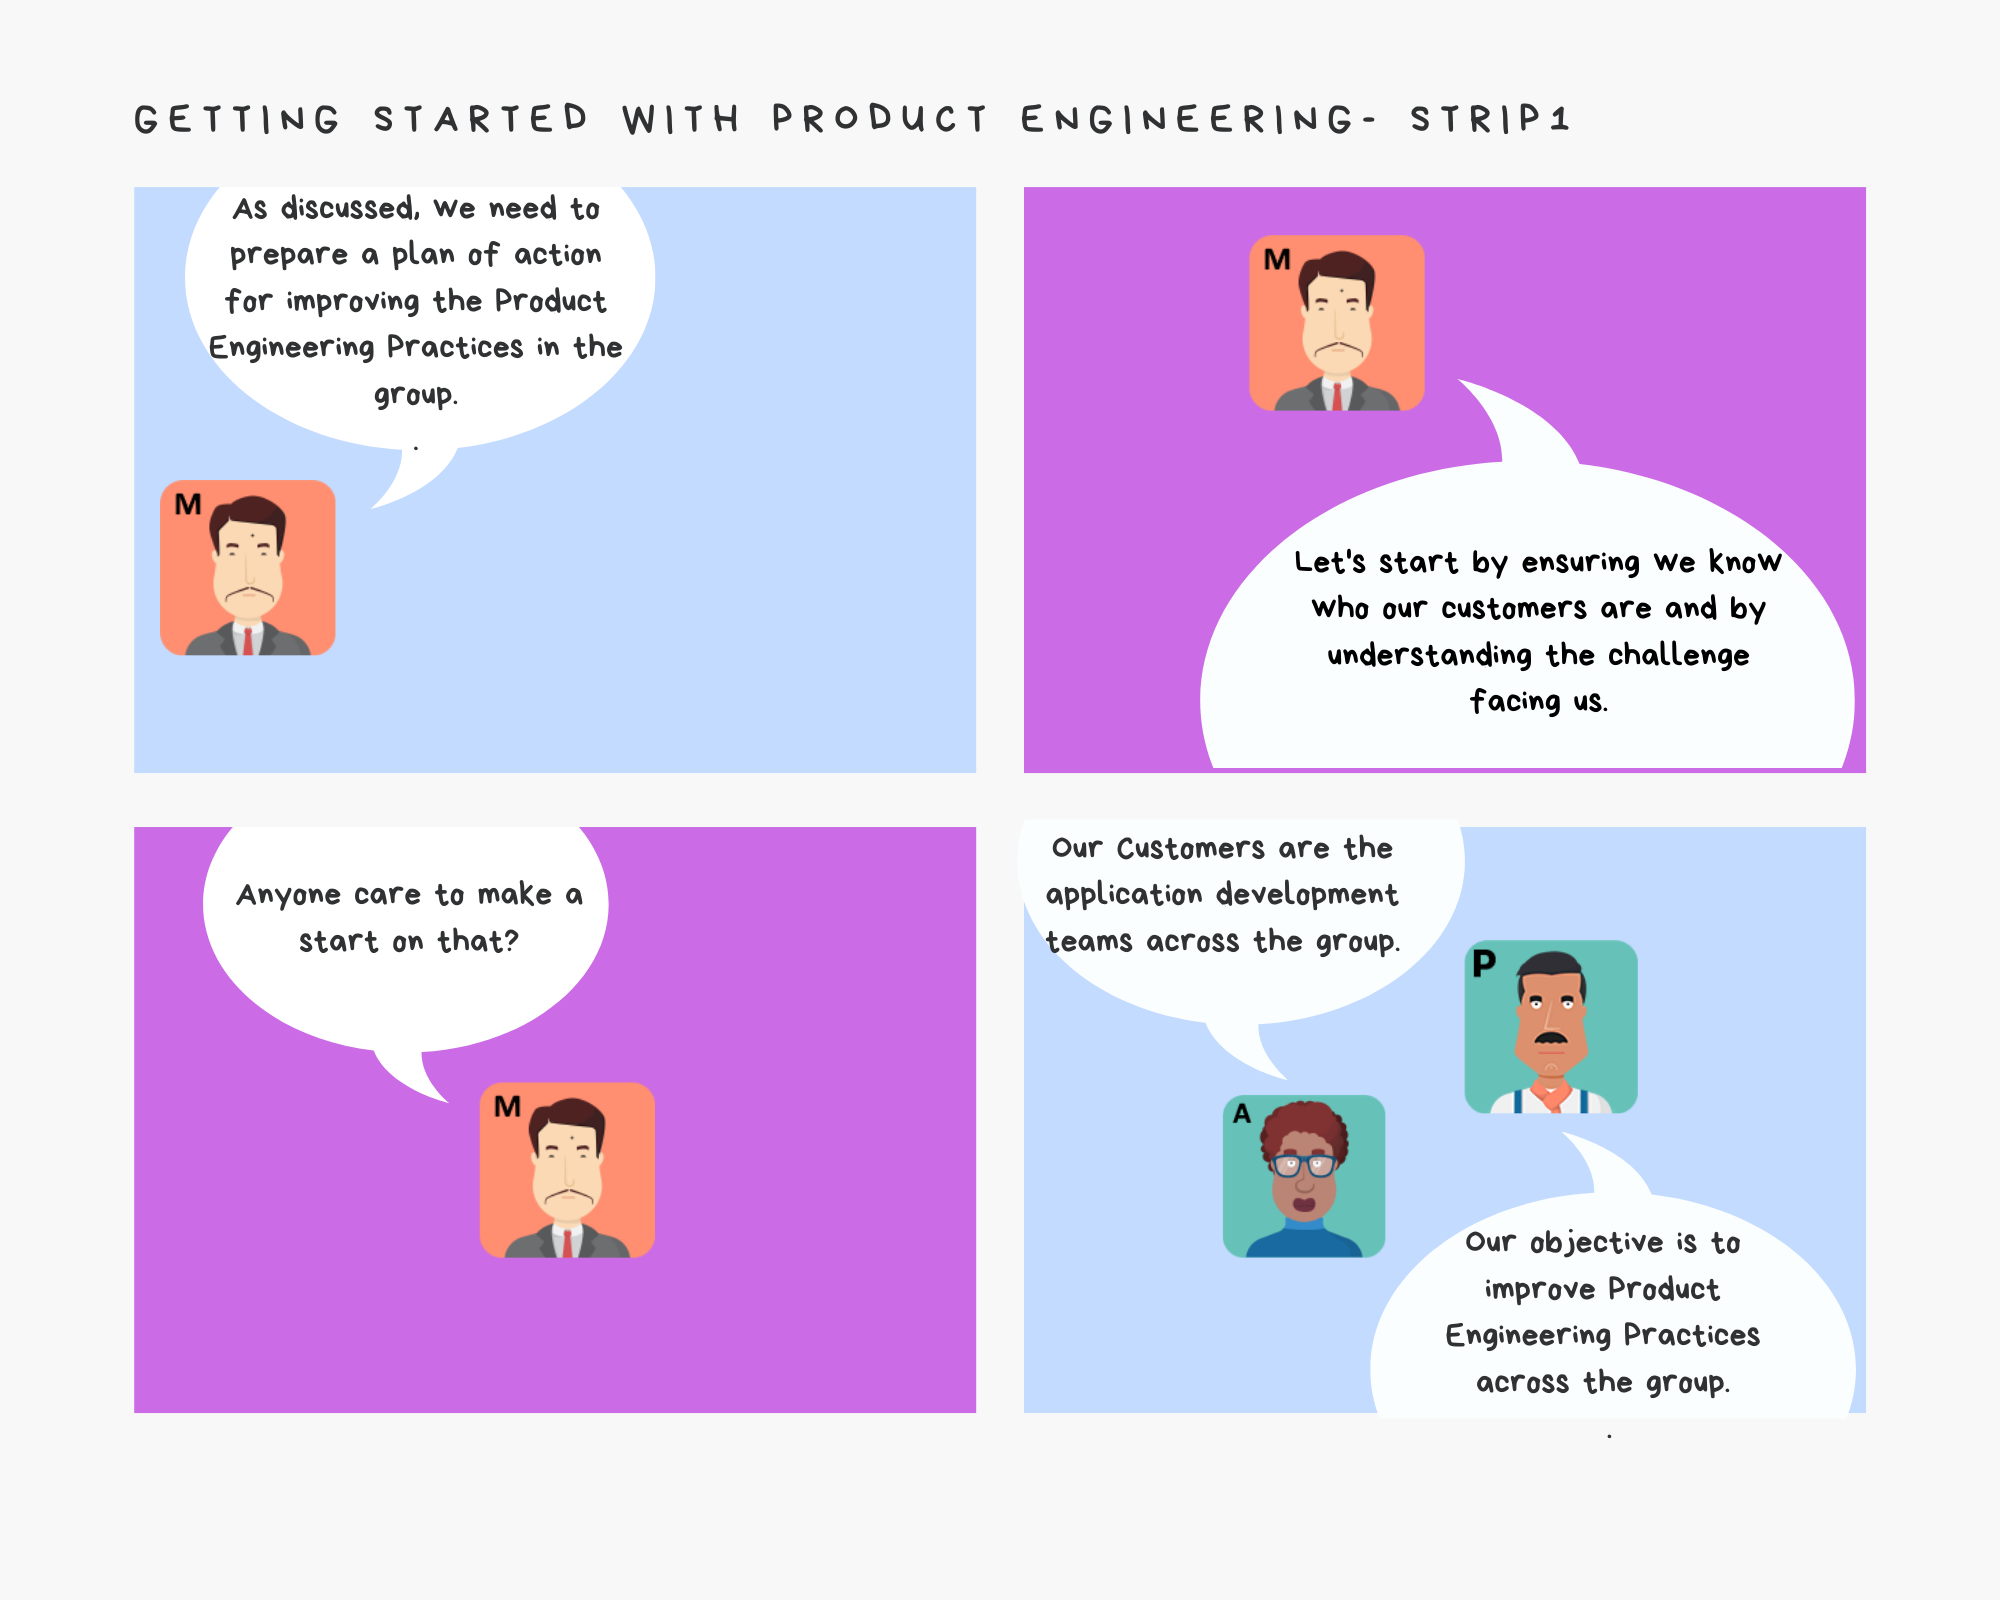 GETTING STARTED WITH PRODUCT ENGINEERING- STRIP1
As discussed, we need to
prepare a plan of action
for improving the Product
Engineering Practices in the
group.
.
M
M
Let's start by ensuring we know
who our customers are and by
understanding the challenge
facing us.
Anyone care to make a
start on that?
M
Our Customers are the
application development
teams across the group.
P
A
Our objective is to
improve Product
Engineering Practices
across the group.
.